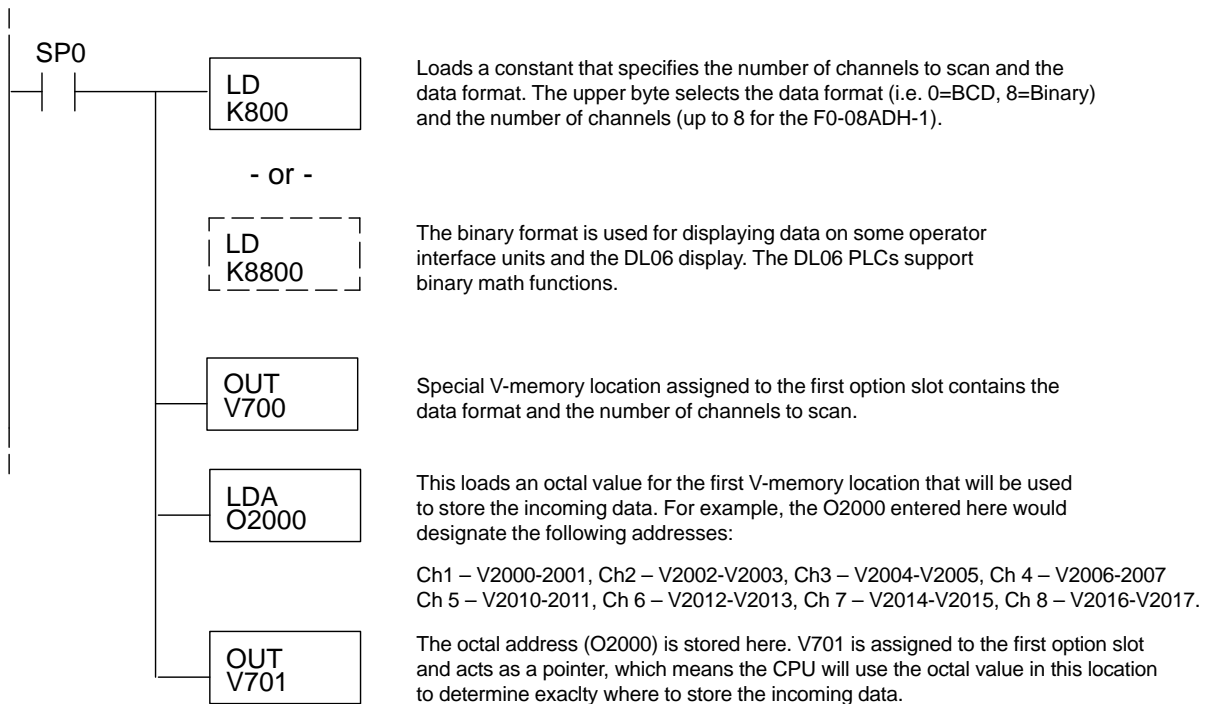 SP0
LD
K800
Loads a constant that specifies the number of channels to scan and the
data format. The upper byte selects the data format (i.e. 0=BCD, 8=Binary)
and the number of channels (up to 8 for the F0-08ADH-1).
- or -
LD
K8800
The binary format is used for displaying data on some operator
interface units and the DL06 display. The DL06 PLCs support
binary math functions.
OUT
V700
Special V-memory location assigned to the first option slot contains the
data format and the number of channels to scan.
LDA
O2000
This loads an octal value for the first V-memory location that will be used
to store the incoming data. For example, the O2000 entered here would
designate the following addresses:
Ch1 – V2000-2001, Ch2 – V2002-V2003, Ch3 – V2004-V2005, Ch 4 – V2006-2007
Ch 5 – V2010-2011, Ch 6 – V2012-V2013, Ch 7 – V2014-V2015, Ch 8 – V2016-V2017.
OUT
V701
The octal address (O2000) is stored here. V701 is assigned to the first option slot
and acts as a pointer, which means the CPU will use the octal value in this location
to determine exaclty where to store the incoming data.